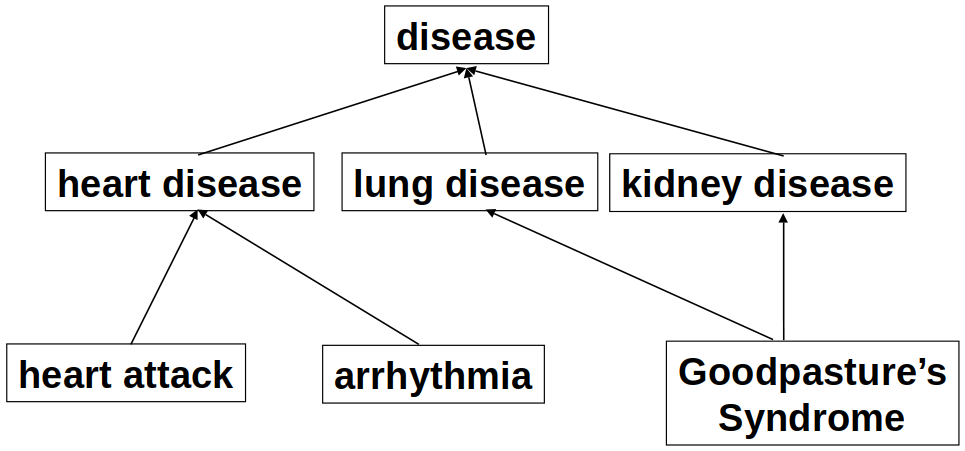 disease
heart disease
lung disease
kidney disease
heart attack
arrhythmia
Goodpasture’s
Syndrome